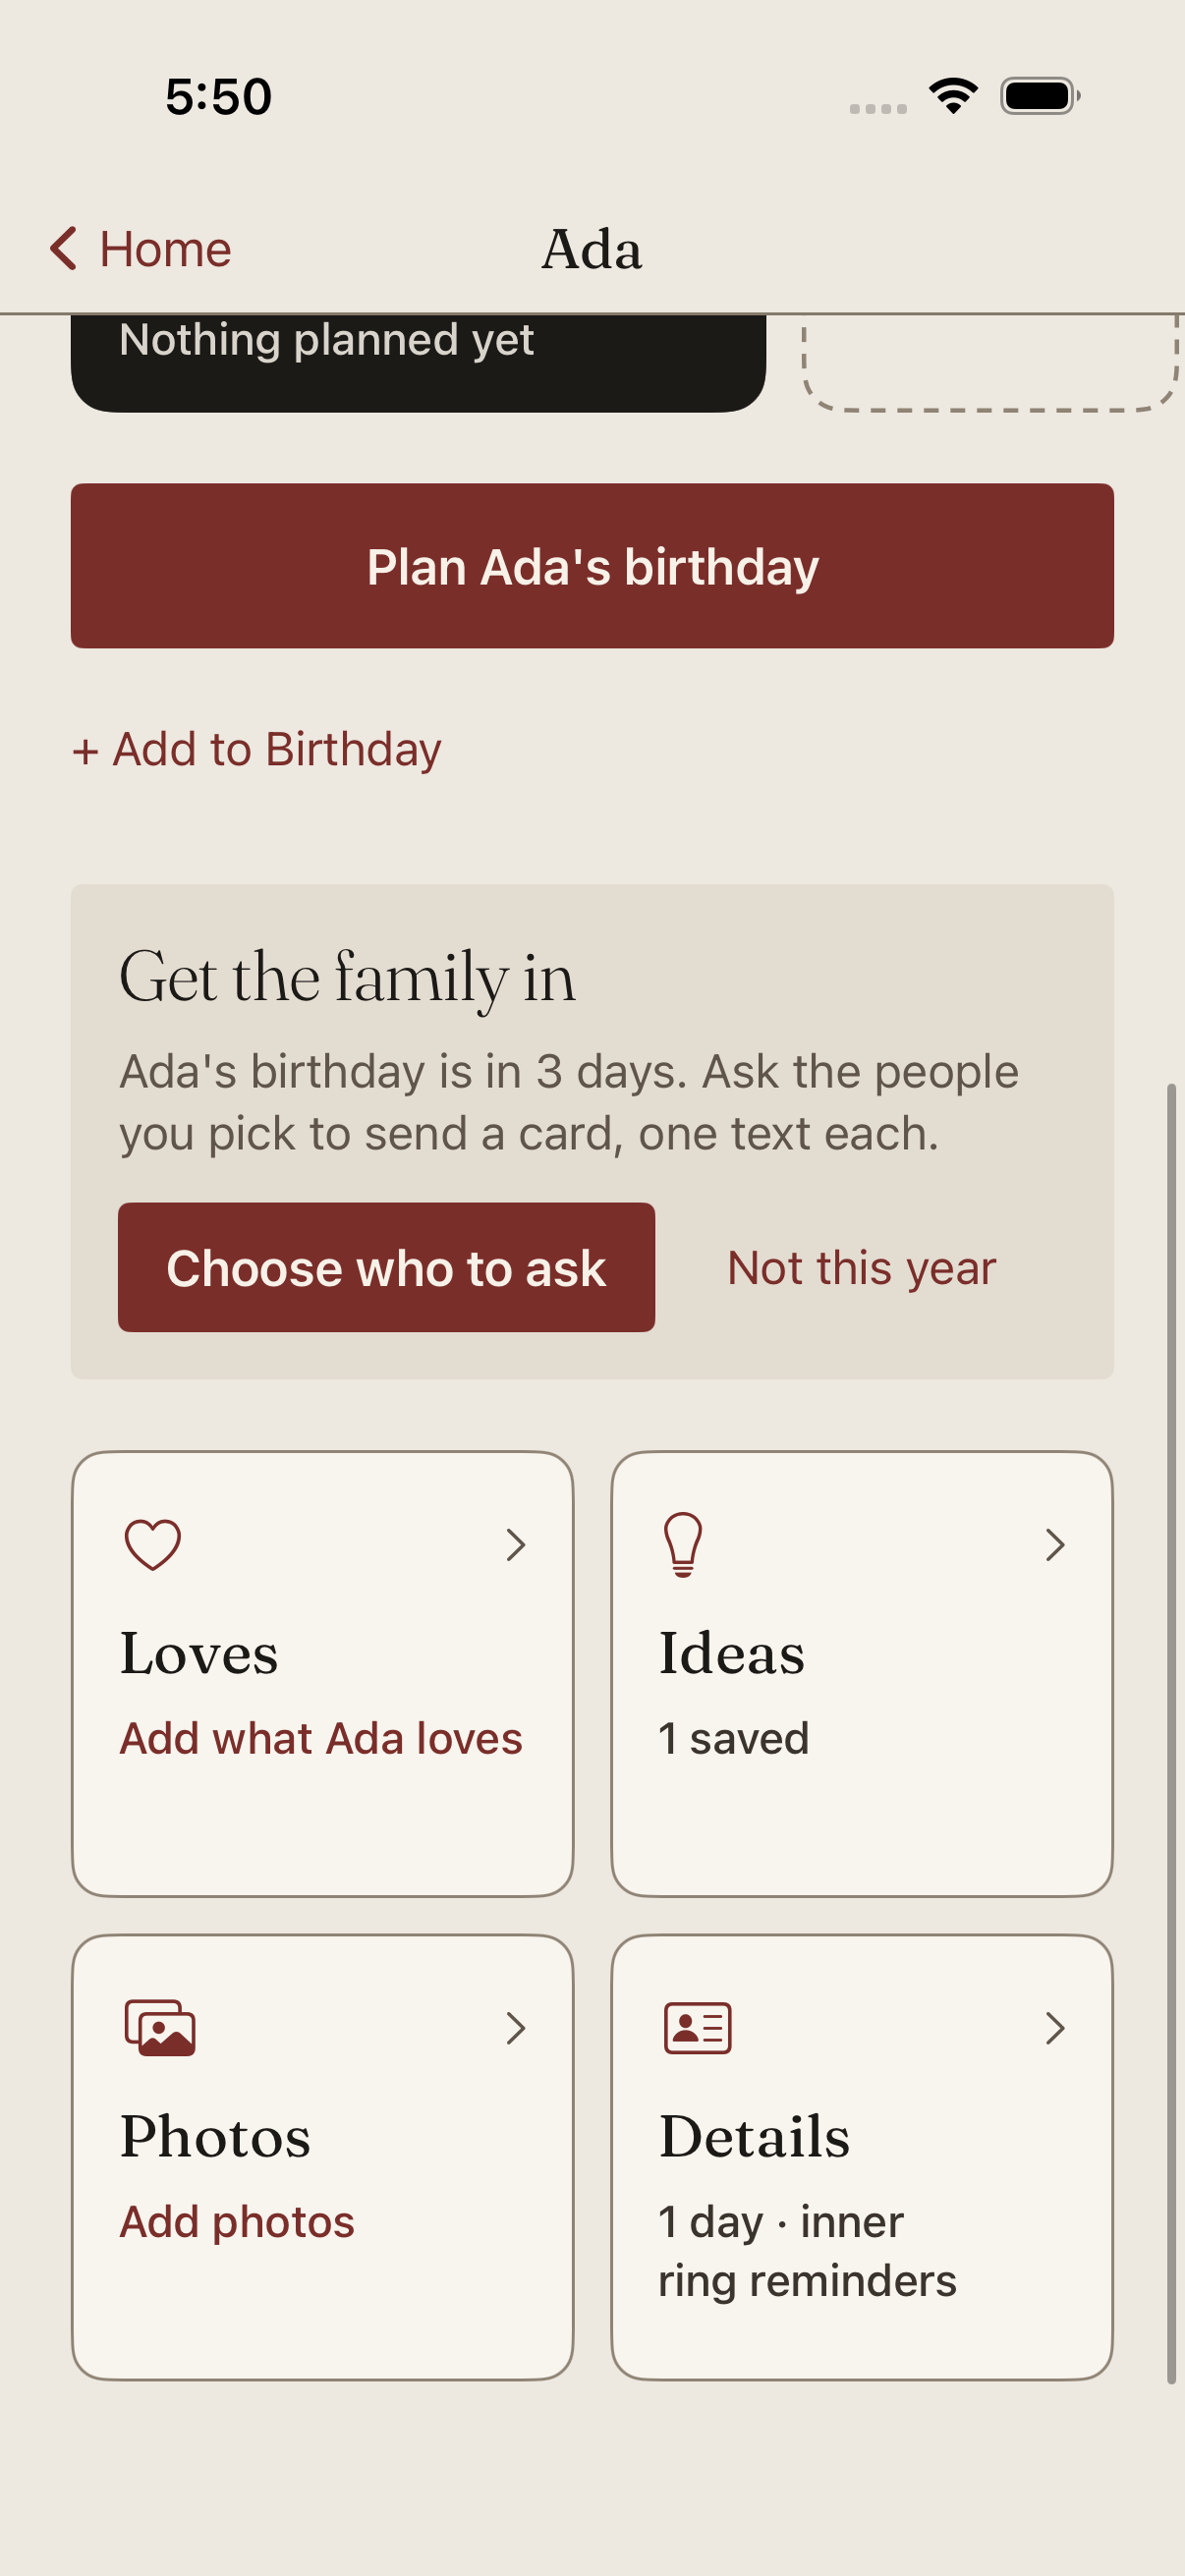 5:50
Home
Ada
Nothing planned yet
Plan Ada's birthday
+ Add to Birthday
Get the family in
Ada's birthday is in 3 days. Ask the people
you pick to send a card, one text each.
Choose who to ask
Not this year
Loves
Add what Ada loves
Ideas
1 saved
Photos
Add photos
Details
1 day · inner
ring reminders